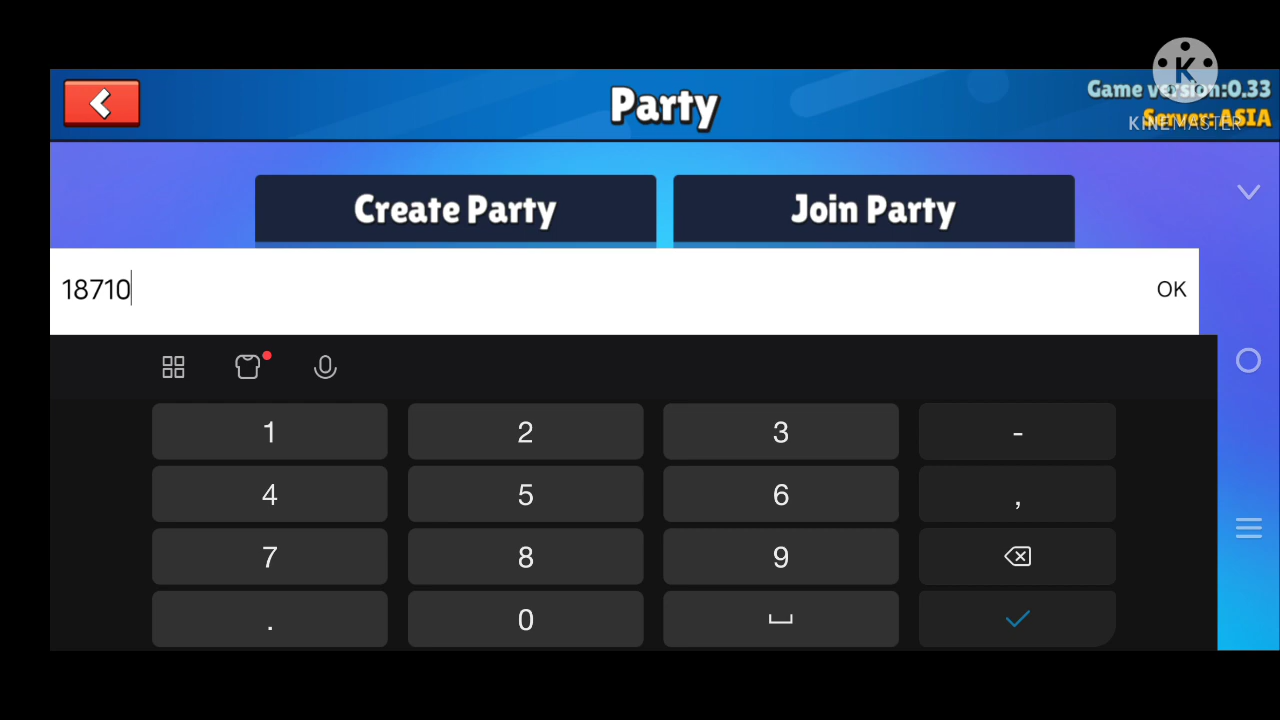 Party
Game version:0.33
Server: ASIA
K
KINEMASTER
Create Party
Join Party
18710
OK
1
2
3
-
4
5
6
,
7
8
9
.
0